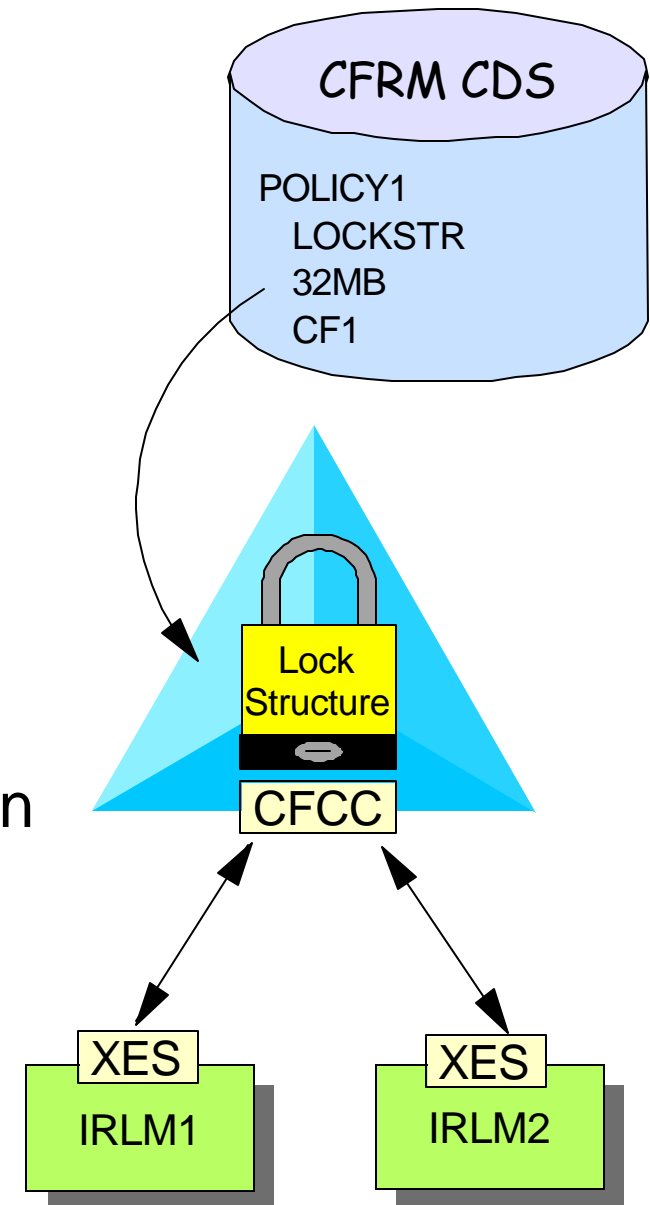 CFRM CDS
POLICY1
LOCKSTR
32MB
CF1
Lock
Structure
n
CFCC
XES
IRLM1
XES
IRLM2